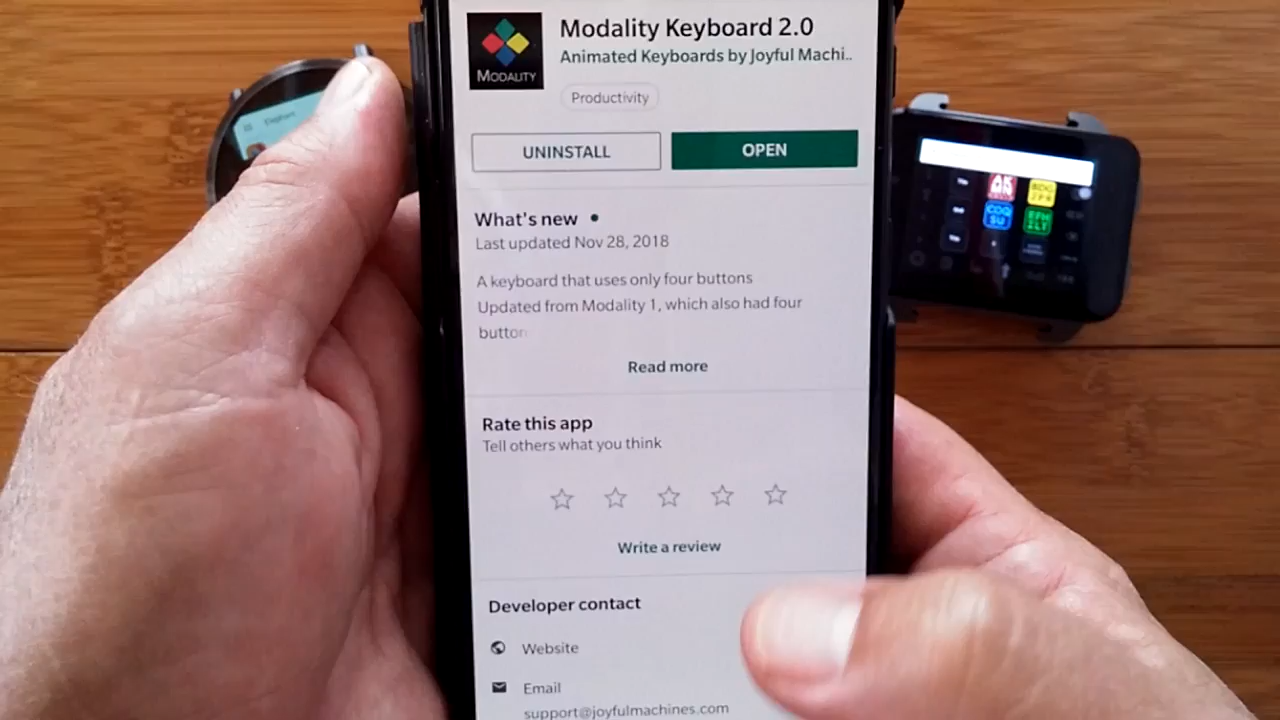 Modality Keyboard 2.0
Animated Keyboards by Joyful Machi..
MODALITY
Productivity
UNINSTALL
OPEN
What's new
Last updated Nov 28, 2018
A keyboard that uses only four buttons
Updated from Modality 1, which also had four
button
Read more
Rate this app
Tell others what you think
Write a review
Developer contact
Website
Email
support@joyfulmachines.com